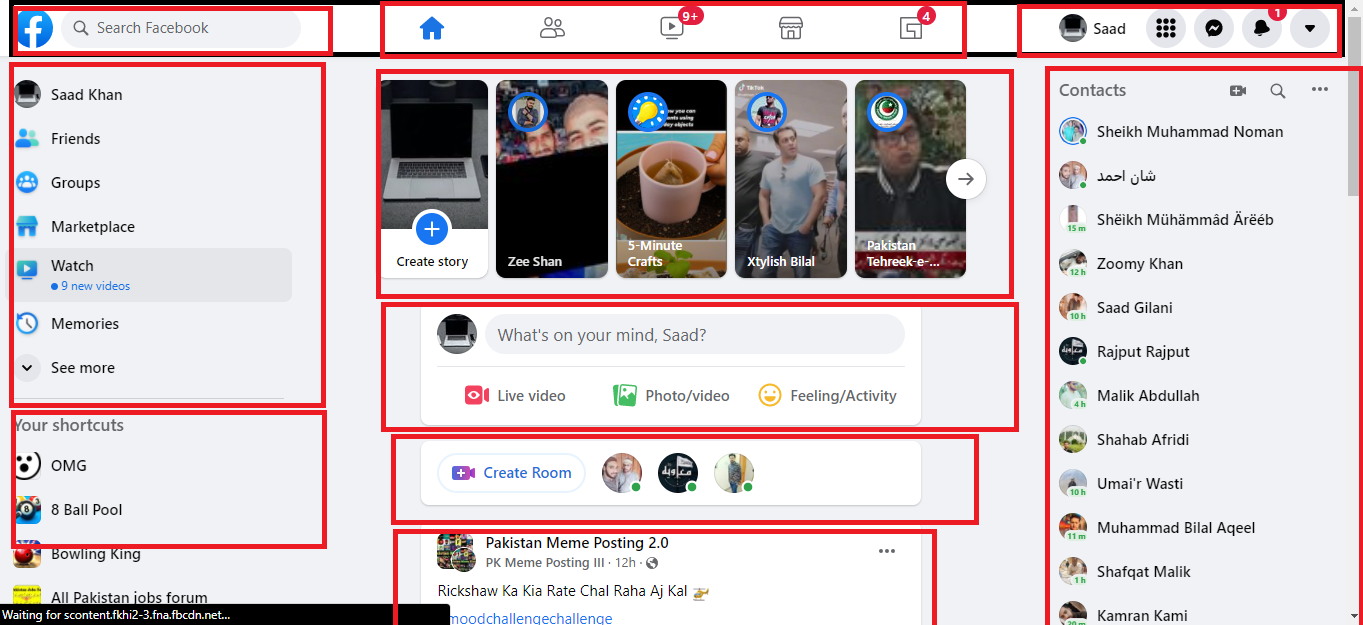 Search Facebook
9+
4
Saad
1
Saad Khan
Friends
Groups
Marketplace
Watch
9 new videos
Memories
See more
Your shortcuts
OMG
8 Ball Pool
Bowling King
All Pakistan jobs forum
Waiting for scontent.fkhi2-3.fna.fbcdn.net...
Create story
Zee Shan
5-Minute
Crafts
TikTok
Xtylish Bilal
Pakistan
Tehreek-e-...
What's on your mind, Saad?
Live video
Photo/video
Feeling/Activity
Create Room
Pakistan Meme Posting 2.0
PK Meme Posting III · 12h ·
Rickshaw Ka Kia Rate Chal Raha Aj Kal 🚁
moodchallengechallenge
Contacts
Sheikh Muhammad Noman
شان احمد
Shëïkh Mühämmâd Ärëéb
15 m
Zoomy Khan
12 h
Saad Gilani
10 h
Rajput Rajput
Malik Abdullah
4 h
Shahab Afridi
Umai'r Wasti
10 h
Muhammad Bilal Aqeel
11 m
Shafqat Malik
1 h
Kamran Kami